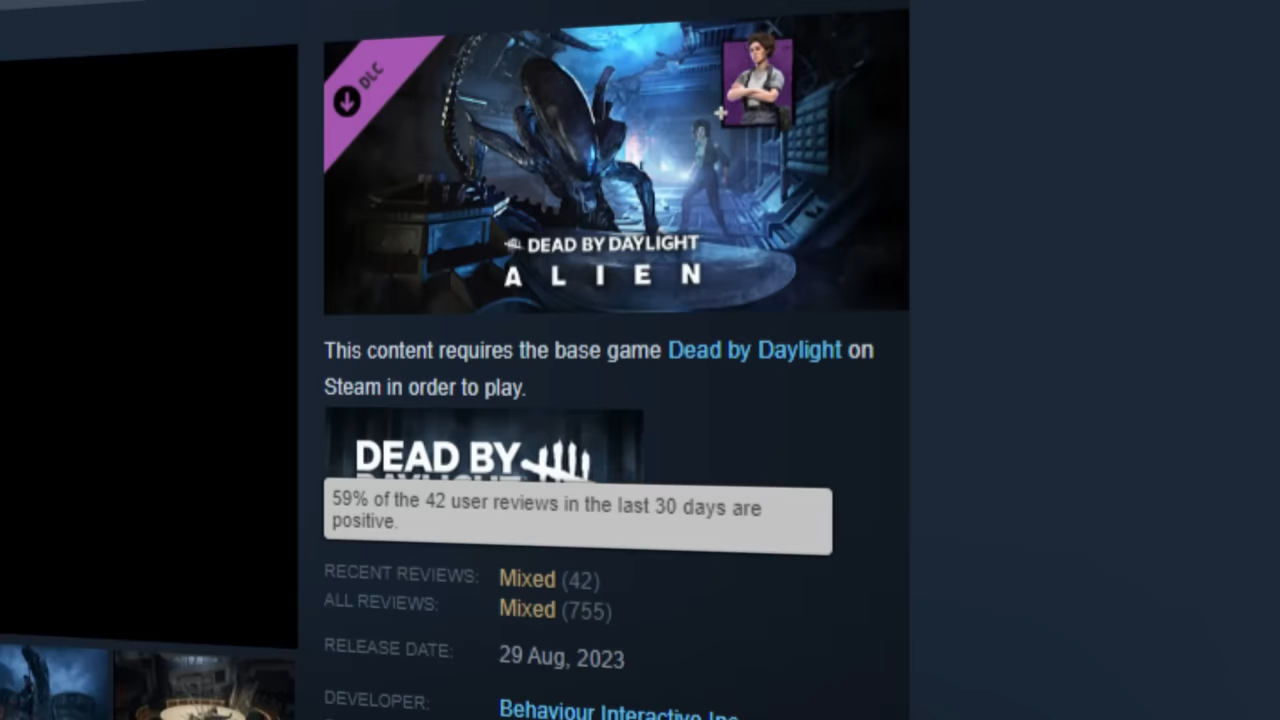 DLC
DEAD BY DAYLIGHT
ALIEN
This content requires the base game Dead by Daylight on
Steam in order to play.
DEAD BY
DAYLIGHT
59% of the 42 user reviews in the last 30 days are
positive.
RECENT REVIEWS: Mixed (42)
ALL REVIEWS: Mixed (755)
RELEASE DATE: 29 Aug, 2023
DEVELOPER: Behaviour Interactive Inc.